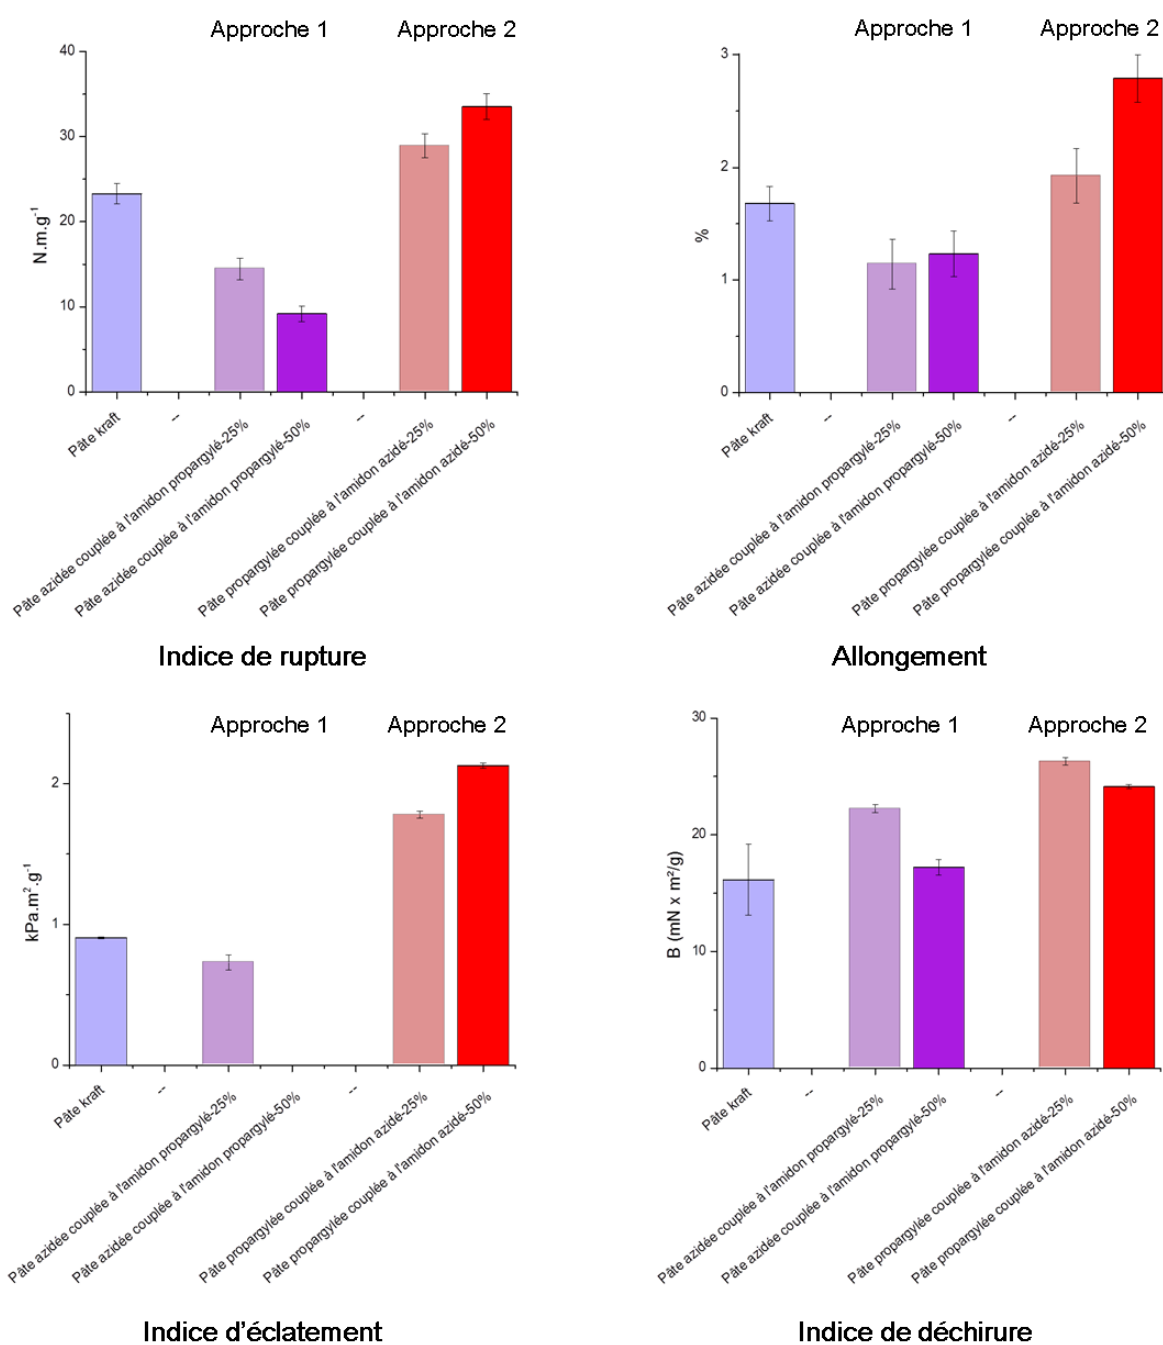 Approche 1
Approche 2
40
30
20
10
0
N.m.g⁻¹
Pâte kraft
--
Pâte azidée couplée à l'amidon propargylé-25%
Pâte azidée couplée à l'amidon propargylé-50%
--
Pâte propargylée couplée à l'amidon azidé-25%
Pâte propargylée couplée à l'amidon azidé-50%
Indice de rupture
Approche 1
Approche 2
3
2
1
0
%
Pâte kraft
--
Pâte azidée couplée à l'amidon propargylé-25%
Pâte azidée couplée à l'amidon propargylé-50%
--
Pâte propargylée couplée à l'amidon azidé-25%
Pâte propargylée couplée à l'amidon azidé-50%
Allongement
Approche 1
Approche 2
2
1
0
kPa.m².g⁻¹
Pâte kraft
--
Pâte azidée couplée à l'amidon propargylé-25%
Pâte azidée couplée à l'amidon propargylé-50%
--
Pâte propargylée couplée à l'amidon azidé-25%
Pâte propargylée couplée à l'amidon azidé-50%
Indice d'éclatement
Approche 1
Approche 2
30
20
10
0
B (mN x m²/g)
Pâte kraft
--
Pâte azidée couplée à l'amidon propargylé-25%
Pâte azidée couplée à l'amidon propargylé-50%
--
Pâte propargylée couplée à l'amidon azidé-25%
Pâte propargylée couplée à l'amidon azidé-50%
Indice de déchirure